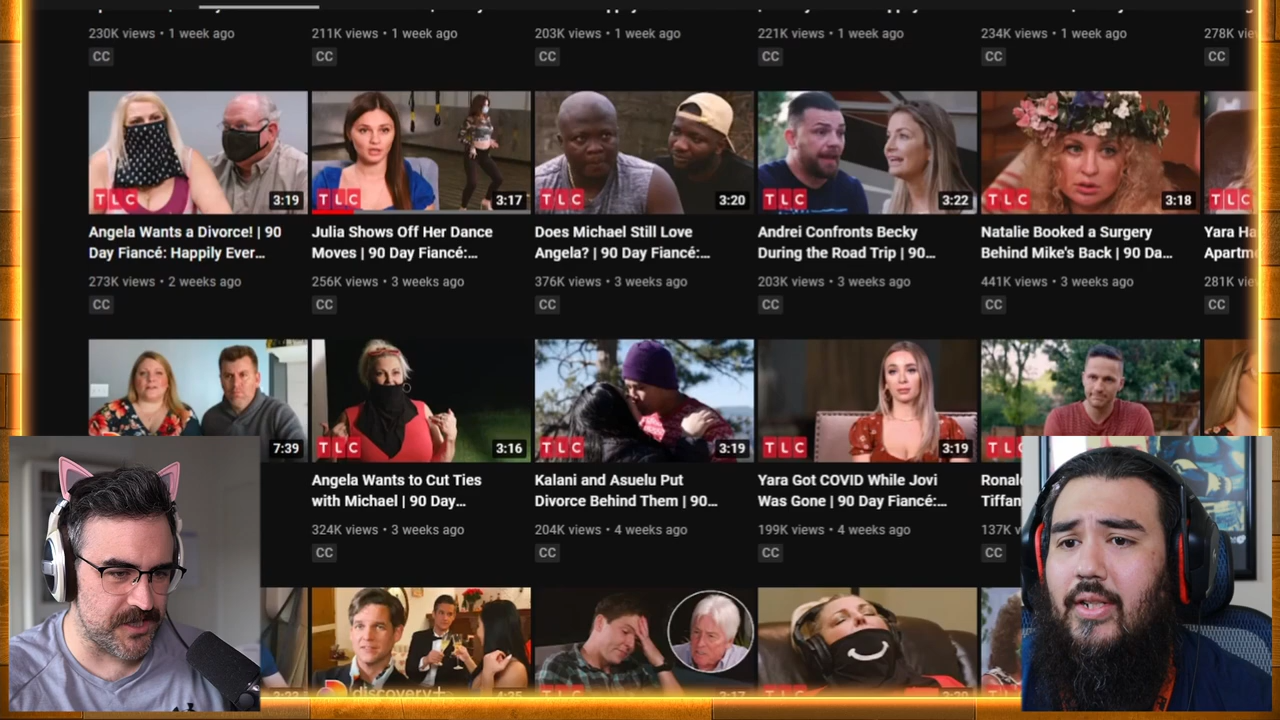 230K views • 1 week ago
211K views • 1 week ago
203K views • 1 week ago
221K views • 1 week ago
234K views • 1 week ago
278K
CC
CC
CC
CC
CC
CC
TLC 3:19
TLC 3:17
TLC 3:20
TLC 3:22
TLC 3:18
TL
Angela Wants a Divorce! | 90
Day Fiancé: Happily Ever...
273K views • 2 weeks ago
CC
Julia Shows Off Her Dance
Moves | 90 Day Fiancé:...
256K views • 3 weeks ago
CC
Does Michael Still Love
Angela? | 90 Day Fiancé:...
376K views • 3 weeks ago
CC
Andrei Confronts Becky
During the Road Trip | 90...
203K views • 3 weeks ago
CC
Natalie Booked a Surgery
Behind Mike's Back | 90 Da...
441K views • 3 weeks ago
CC
Yara Ha
Apartm
281K
CC
7:39
TLC 3:16
TLC 3:19
TLC 3:19
TL
Angela Wants to Cut Ties
with Michael | 90 Day...
324K views • 3 weeks ago
CC
Kalani and Asuelu Put
Divorce Behind Them | 90...
204K views • 4 weeks ago
CC
Yara Got COVID While Jovi
Was Gone | 90 Day Fiancé:...
199K views • 4 weeks ago
CC
Ronal
Tiffan
137K
CC
discovery+